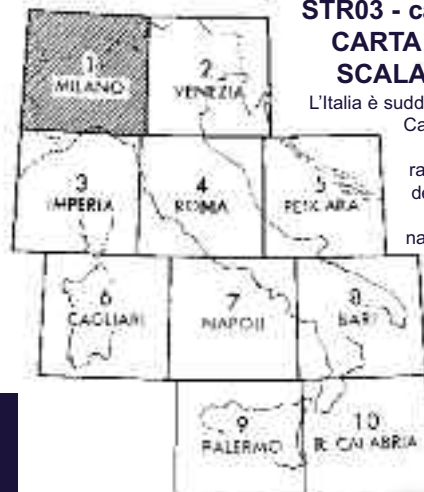 STR03 - ca
CARTA
SCALA
L'Italia è sudd
Ca
ra
de
na
1
MILANO
2
VENEZIA
3
IMPERIA
4
ROMA
5
PESCARA
6
CAGLIARI
7
NAPOLI
8
BARI
9
PALERMO
10
R. CALABRIA